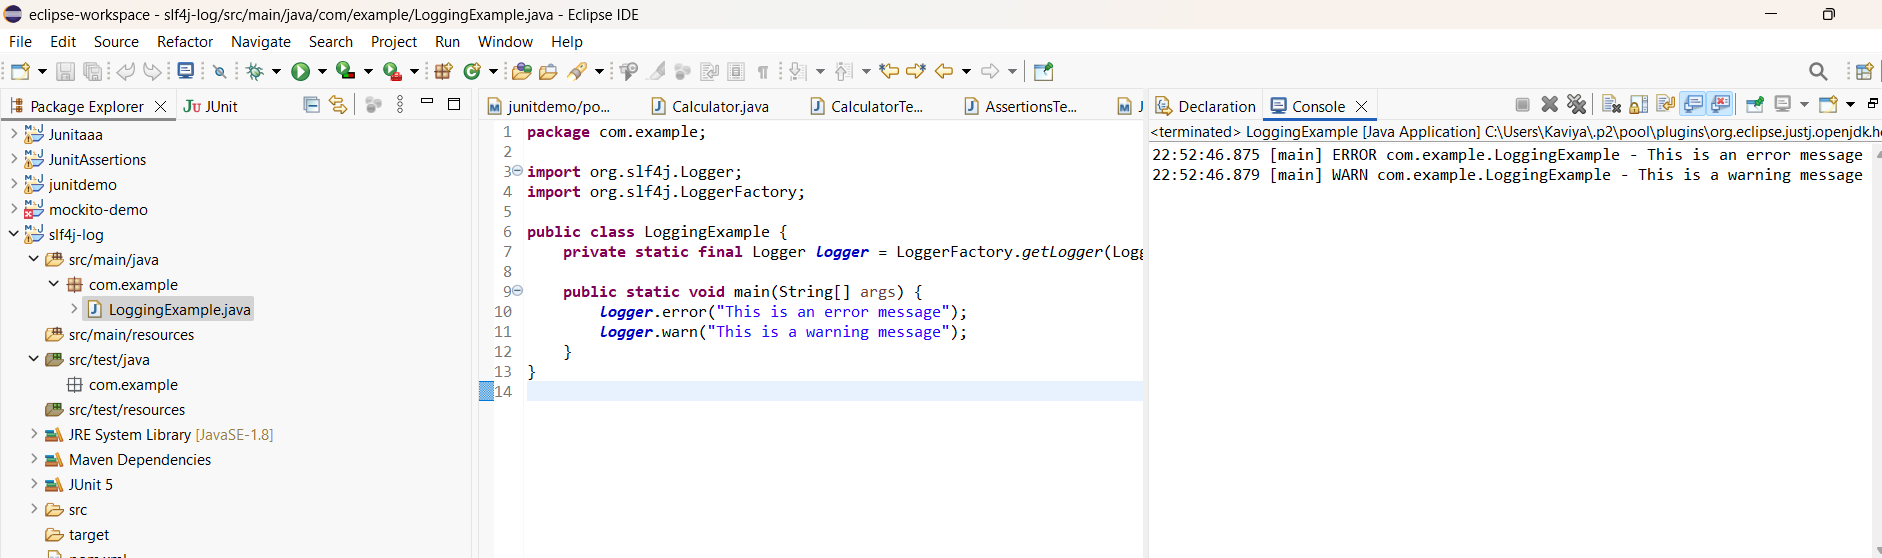 eclipse-workspace - slf4j-log/src/main/java/com/example/LoggingExample.java - Eclipse IDE
File Edit Source Refactor Navigate Search Project Run Window Help
Package Explorer
JUnit
Junitaaa
JunitAssertions
junitdemo
mockito-demo
slf4j-log
src/main/java
com.example
LoggingExample.java
src/main/resources
src/test/java
com.example
src/test/resources
JRE System Library [JavaSE-1.8]
Maven Dependencies
JUnit 5
src
target
junitdemo/po...
Calculator.java
CalculatorTe...
AssertionsTe...
1 package com.example;
2
3 import org.slf4j.Logger;
4 import org.slf4j.LoggerFactory;
5
6 public class LoggingExample {
7 private static final Logger logger = LoggerFactory.getLogger(Logg
8
9 public static void main(String[] args) {
10 logger.error("This is an error message");
11 logger.warn("This is a warning message");
12 }
13 }
14
Declaration
Console
<terminated> LoggingExample [Java Application] C:\Users\Kaviya\.p2\pool\plugins\org.eclipse.justj.openjdk.h
22:52:46.875 [main] ERROR com.example.LoggingExample - This is an error message
22:52:46.879 [main] WARN com.example.LoggingExample - This is a warning message